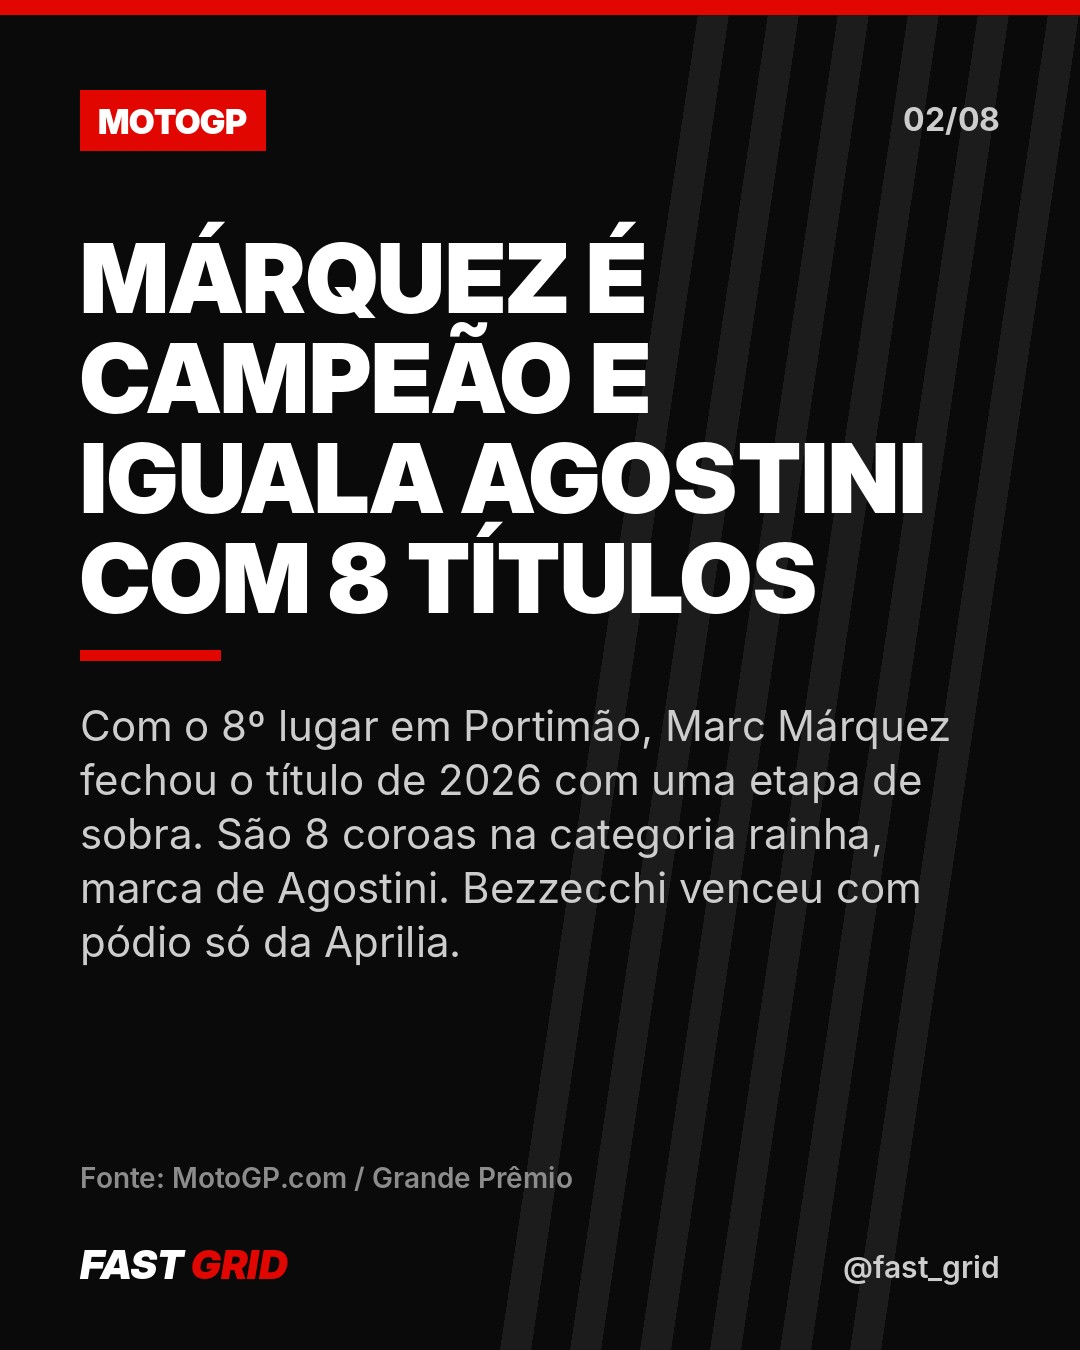 MOTOGP
02/08
MÁRQUEZ É
CAMPEÃO E
IGUALA AGOSTINI
COM 8 TÍTULOS
Com o 8º lugar em Portimão, Marc Márquez
fechou o título de 2026 com uma etapa de
sobra. São 8 coroas na categoria rainha,
marca de Agostini. Bezzecchi venceu com
pódio só da Aprilia.
Fonte: MotoGP.com / Grande Prêmio
FAST GRID
@fast_grid